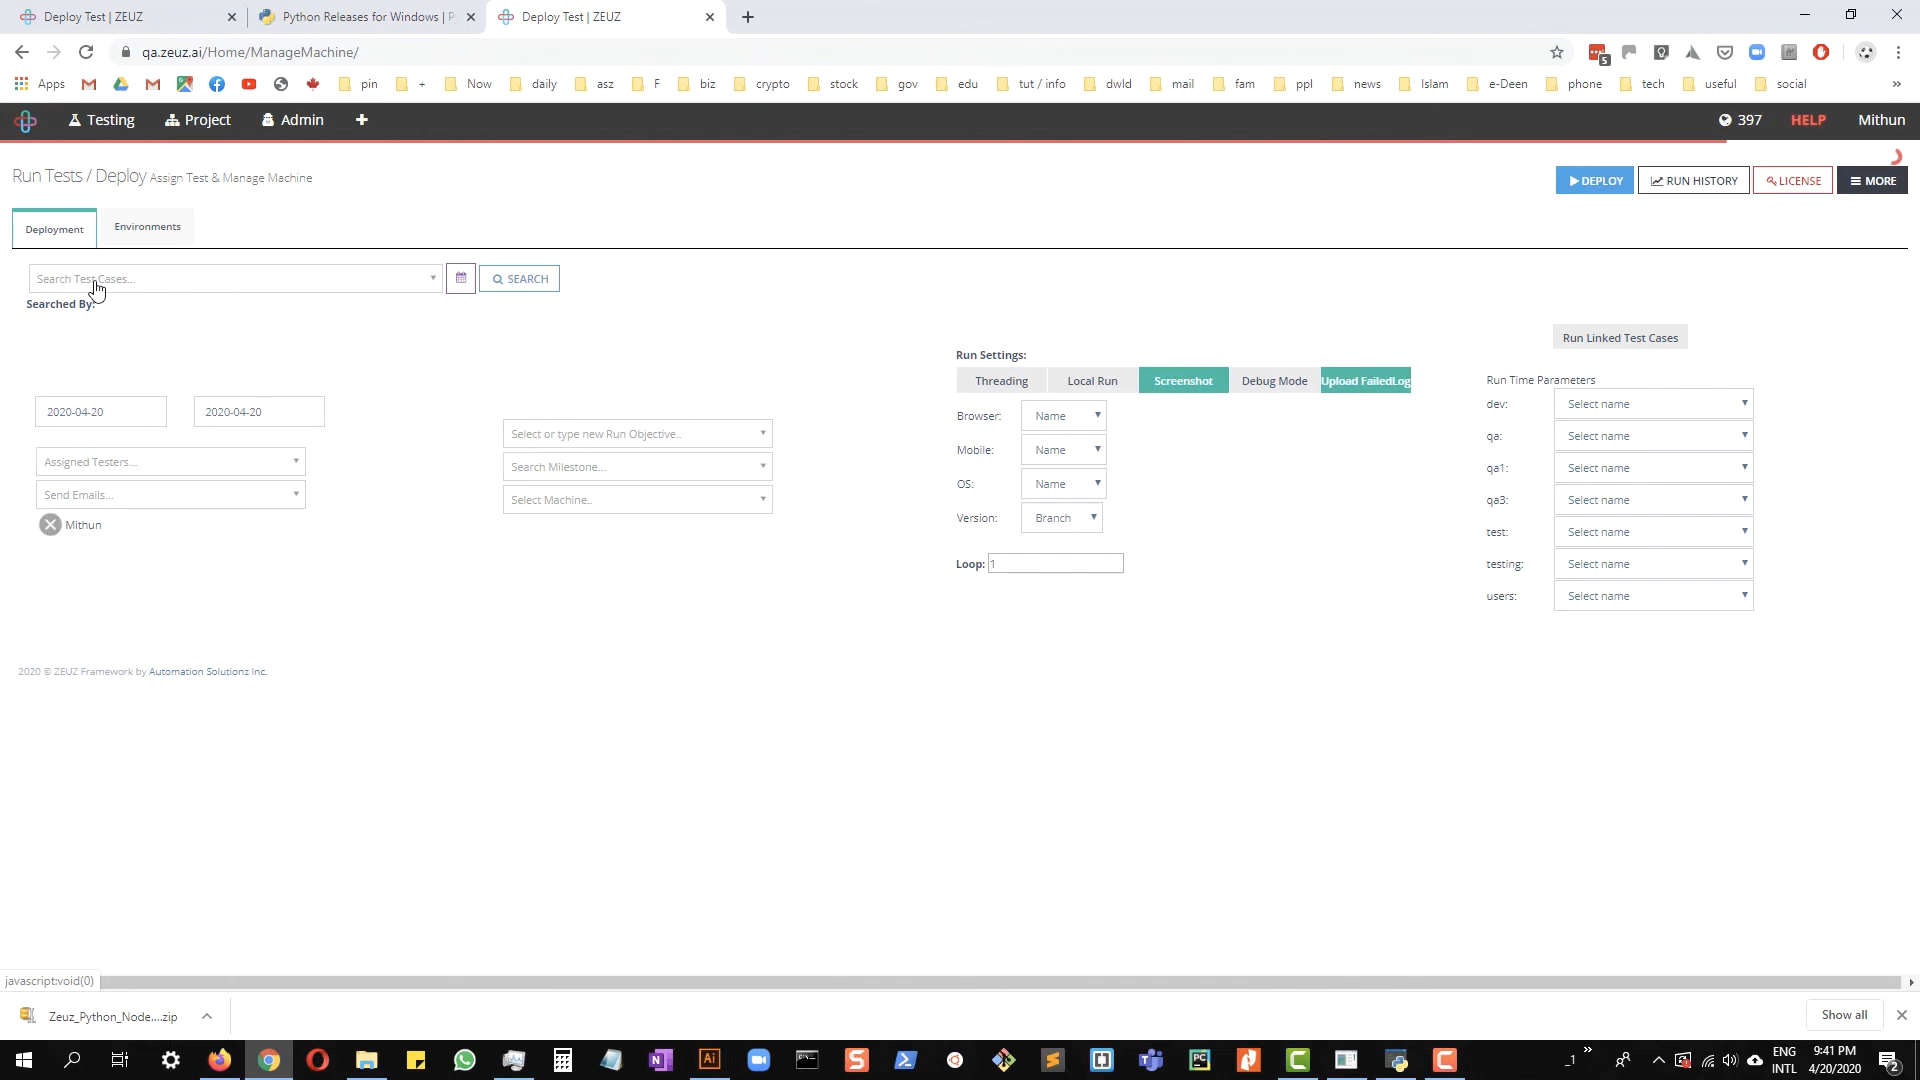 Deploy Test | ZEUZ
Python Releases for Windows | P
Deploy Test | ZEUZ
qa.zeuz.ai/Home/ManageMachine/
5
Apps
pin
+
Now
daily
asz
F
biz
crypto
stock
gov
edu
tut / info
dwld
mail
fam
ppl
news
Islam
e-Deen
phone
tech
useful
social
»
Testing
Project
Admin
397
HELP
Mithun
Run Tests / Deploy Assign Test & Manage Machine
DEPLOY
RUN HISTORY
LICENSE
MORE
Deployment
Environments
Search Test Cases...
SEARCH
Searched By:
Run Linked Test Cases
Run Settings:
Threading
Local Run
Screenshot
Debug Mode
Upload FailedLog
Run Time Parameters
2020-04-20
2020-04-20
Browser: Name
dev: Select name
Assigned Testers...
Select or type new Run Objective..
Mobile: Name
qa: Select name
Send Emails...
Search Milestone...
OS: Name
qa1: Select name
Mithun
Select Machine..
Version: Branch
qa3: Select name
test: Select name
Loop: 1
testing: Select name
users: Select name
2020 © ZEUZ Framework by Automation Solutionz Inc.
javascript:void(0)
Zeuz_Python_Node....zip
Show all
ENG
INTL
9:41 PM
4/20/2020
2